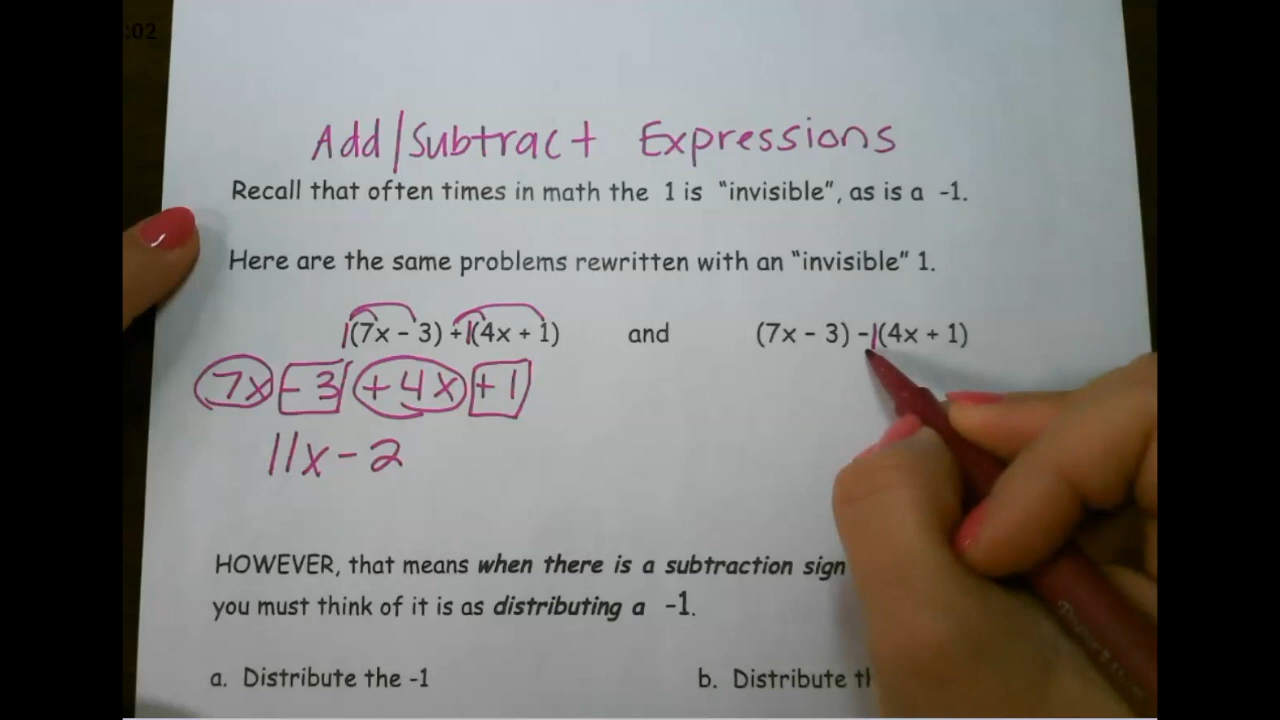 :02
Add/Subtract Expressions
Recall that often times in math the 1 is "invisible", as is a -1.
Here are the same problems rewritten with an "invisible" 1.
1(7x - 3) + 1(4x + 1) and (7x - 3) - 1(4x + 1)
7x - 3 + 4x + 1
11x - 2
HOWEVER, that means when there is a subtraction sign
you must think of it is as distributing a -1.
a. Distribute the -1 b. Distribute